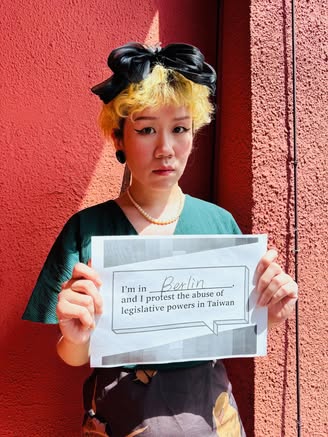 I'm in Berlin,
and I protest the abuse of
legislative powers in Taiwan